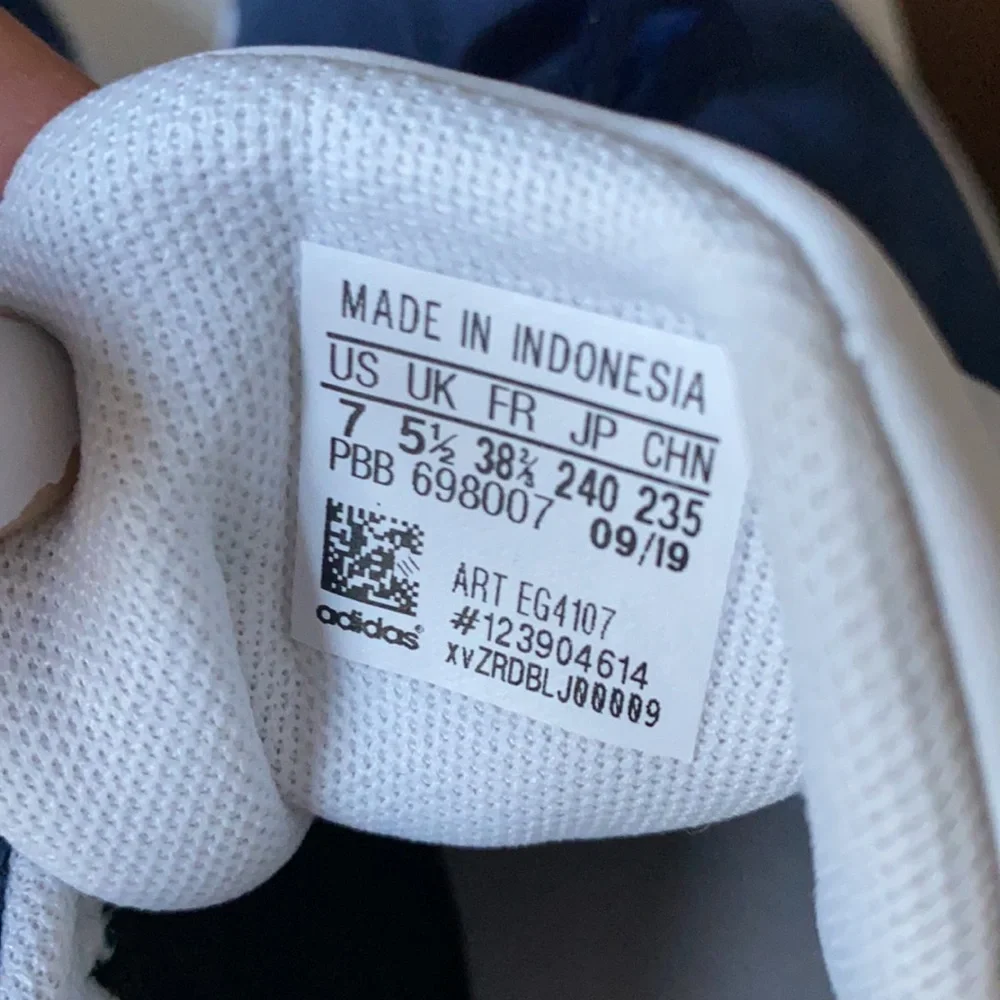 MADE IN INDONESIA
US UK FR JP CHN
7 5½ 38⅔ 240 235
PBB 698007 09/19
ART EG4107
#123904614
xvZRDBLJ00009
adidas®